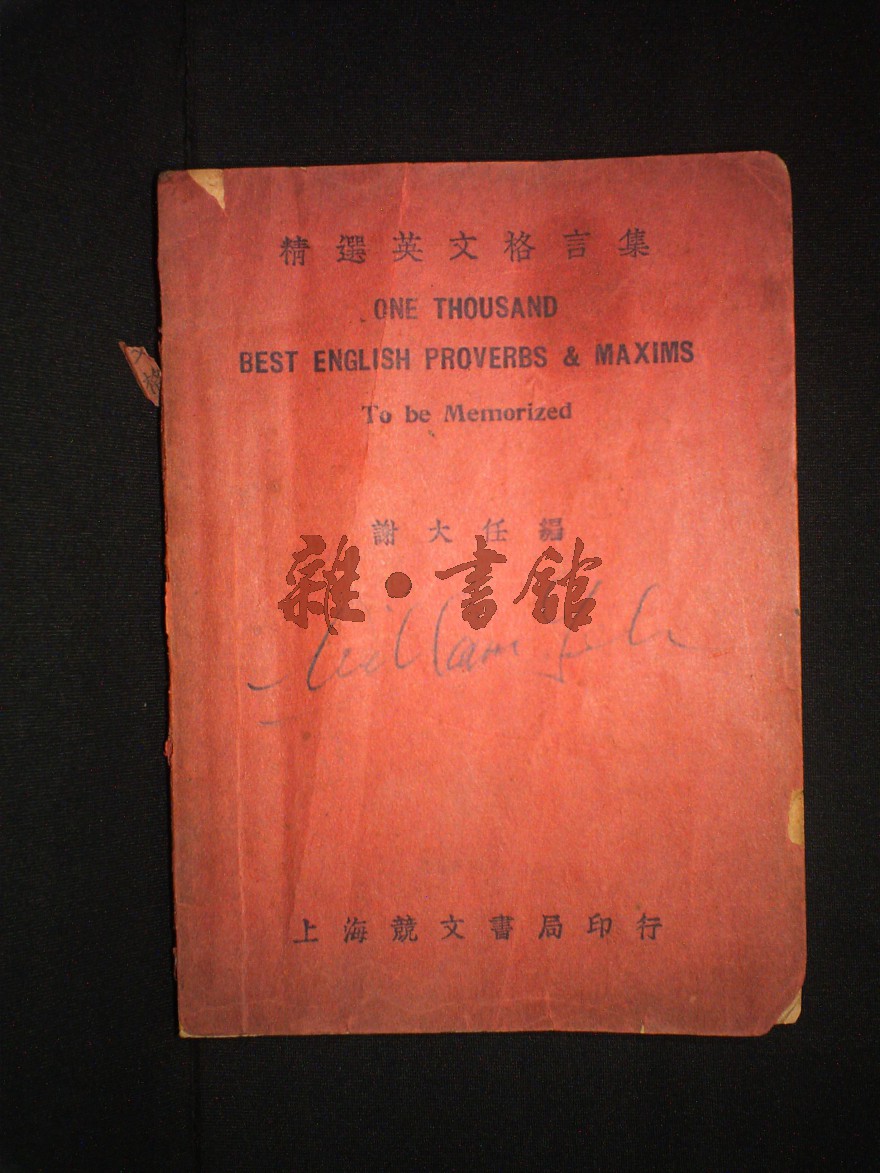 精選英文格言集
ONE THOUSAND
BEST ENGLISH PROVERBS & MAXIMS
To be Memorized
謝大任編
雜·書館
上海競文書局印行